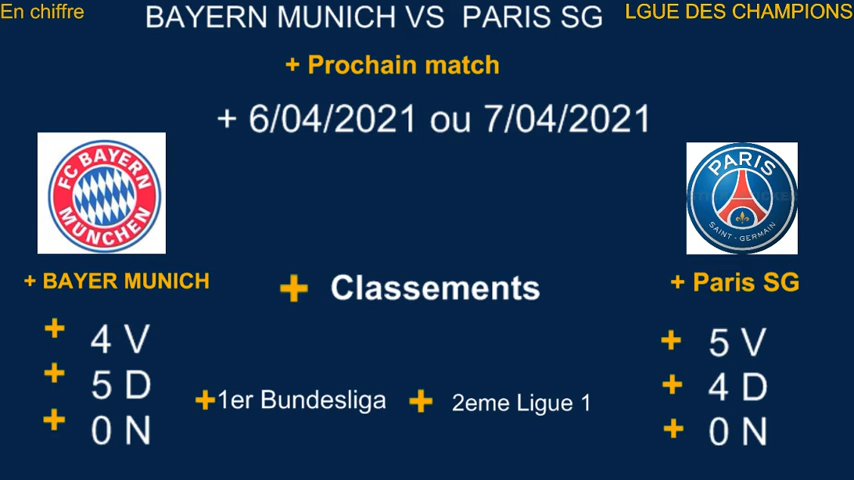 En chiffre
BAYERN MUNICH VS PARIS SG
LGUE DES CHAMPIONS
+ Prochain match
+ 6/04/2021 ou 7/04/2021
FC BAYERN
MÜNCHEN
PARIS
SAINT-GERMAIN
+ BAYER MUNICH
+ Classements
+ Paris SG
+ 4 V
+ 5 D
+ 0 N
+1er Bundesliga
+ 2eme Ligue 1
+ 5 V
+ 4 D
+ 0 N